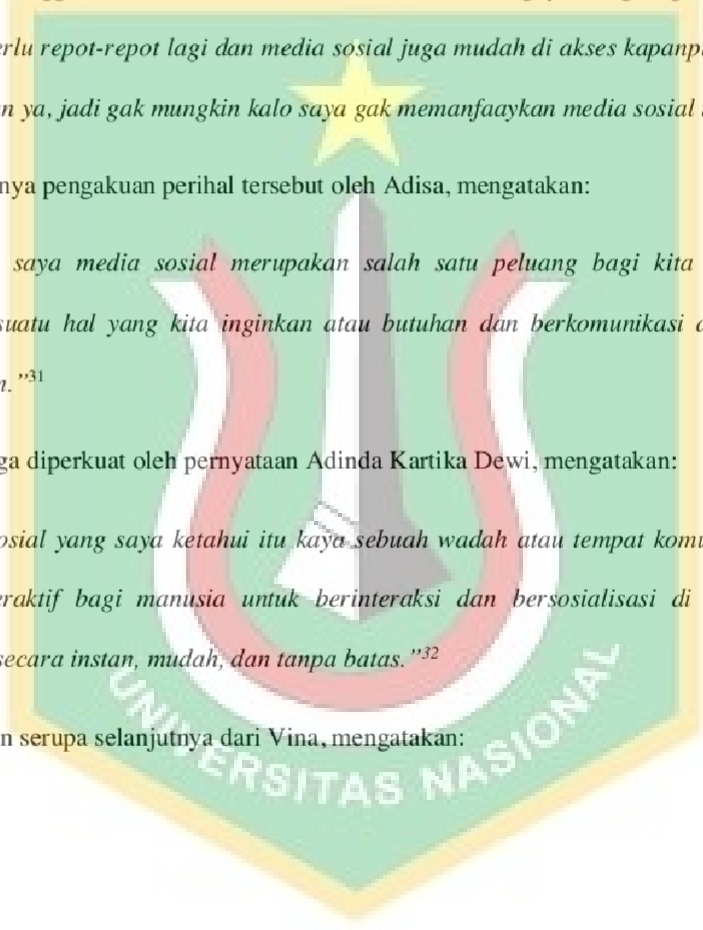 erlu repot-repot lagi dan media sosial juga mudah di akses kapanp
n ya, jadi gak mungkin kalo saya gak memanfaaykan media sosial
nya pengakuan perihal tersebut oleh Adisa, mengatakan:
saya media sosial merupakan salah satu peluang bagi kita
suatu hal yang kita inginkan atau butuhan dan berkomunikasi
n.”31
ga diperkuat oleh pernyataan Adinda Kartika Dewi, mengatakan:
osial yang saya ketahui itu kaya sebuah wadah atau tempat komu
eraktif bagi manusia untuk berinteraksi dan bersosialisasi di
secara instan, mudah, dan tanpa batas.”32
n serupa selanjutnya dari Vina, mengatakan:
UNIVERSITAS NASIONAL